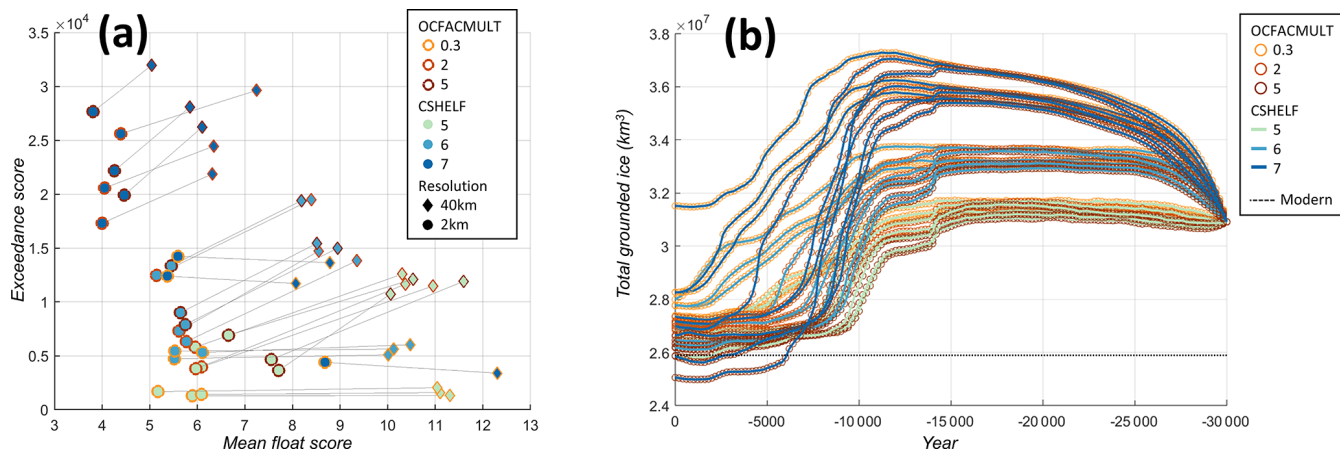 (a)
×10⁴
3.5
3
2.5
2
1.5
1
0.5
0
3 4 5 6 7 8 9 10 11 12 13
Exceedance score
Mean float score
OCFACMULT
0.3
2
5
CSHELF
5
6
7
Resolution
40km
2km
(b)
×10⁷
3.8
3.6
3.4
3.2
3
2.8
2.6
2.4
0 -5000 -10 000 -15 000 -20 000 -25 000 -30 000
Total grounded ice (km³)
Year
OCFACMULT
0.3
2
5
CSHELF
5
6
7
Modern